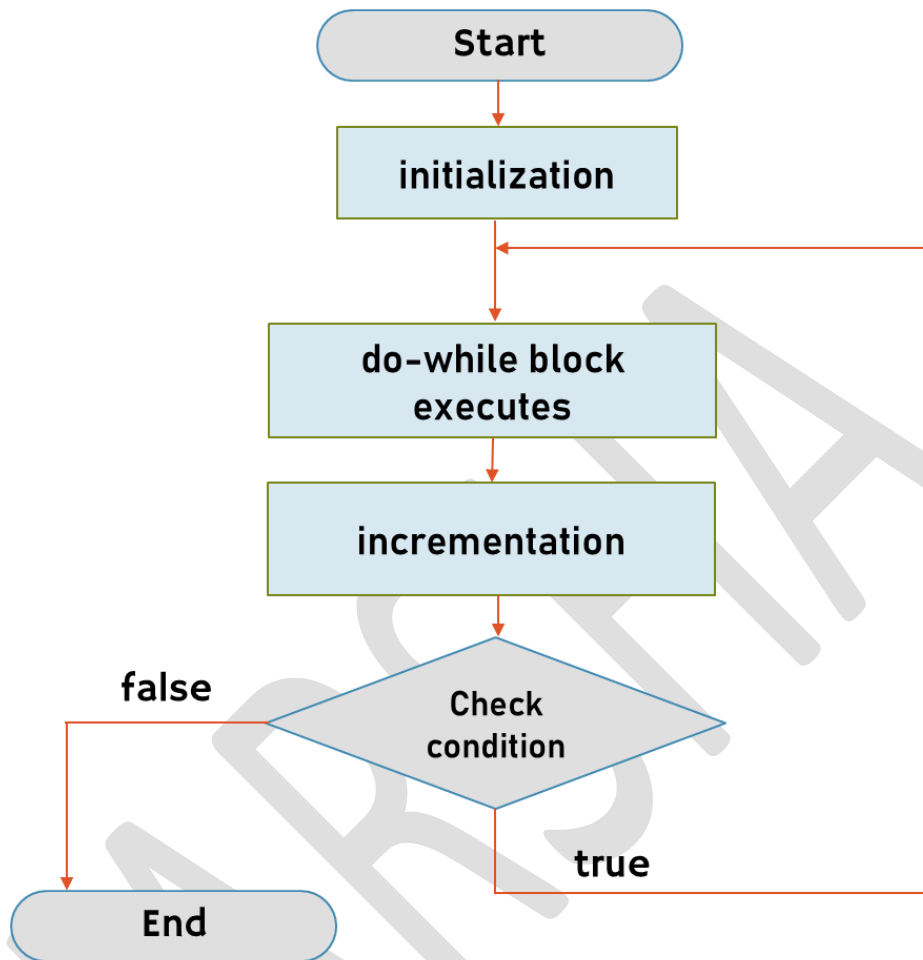 Start
initialization
do-while block
executes
incrementation
Check
condition
false
true
End